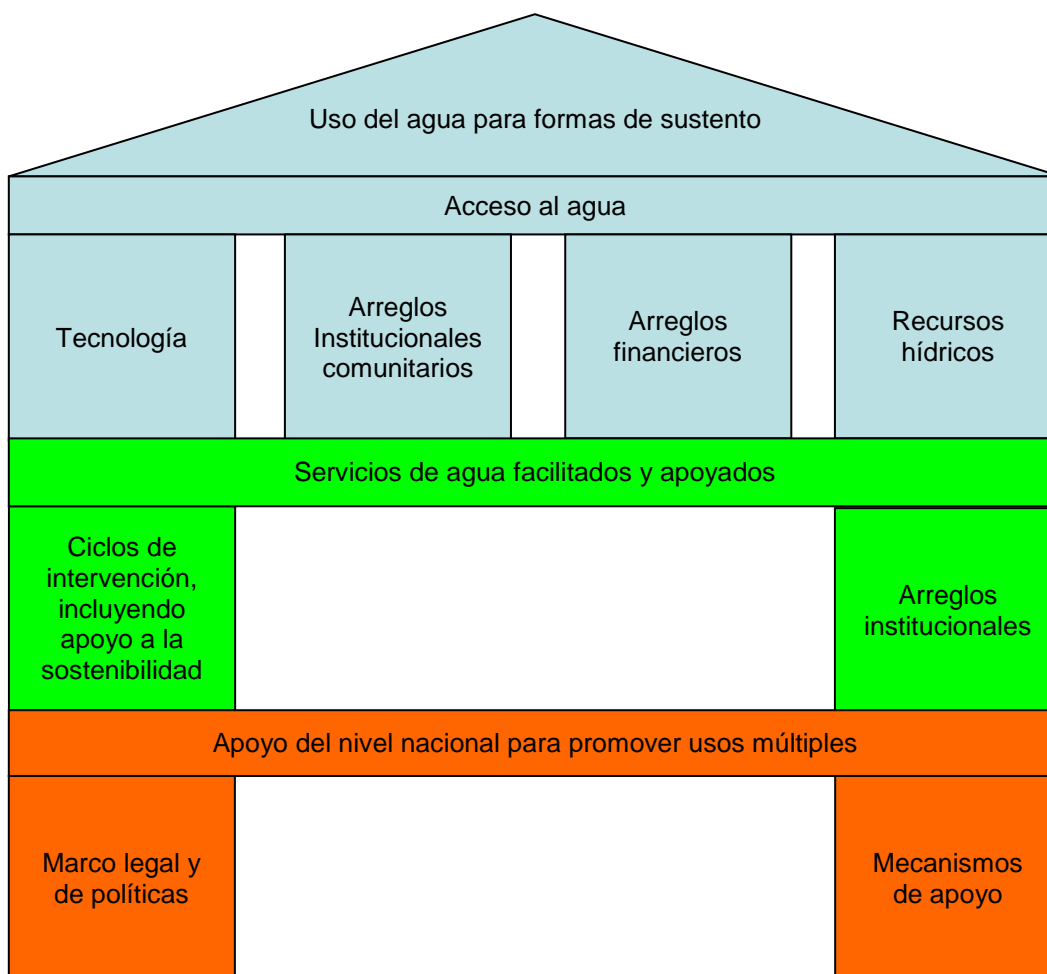 Uso del agua para formas de sustento
Acceso al agua
Tecnología
Arreglos
Institucionales
comunitarios
Arreglos
financieros
Recursos
hídricos
Servicios de agua facilitados y apoyados
Ciclos de
intervención,
incluyendo
apoyo a la
sostenibilidad
Arreglos
institucionales
Apoyo del nivel nacional para promover usos múltiples
Marco legal y
de políticas
Mecanismos
de apoyo